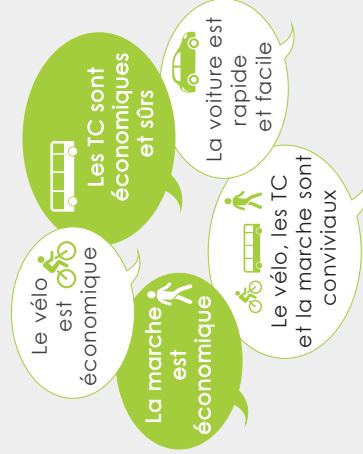 Le vélo
est
économique
Les TC sont
économiques
et sûrs
La marche
est
économique
La voiture est
rapide
et facile
Le vélo, les TC
et la marche sont
conviviaux